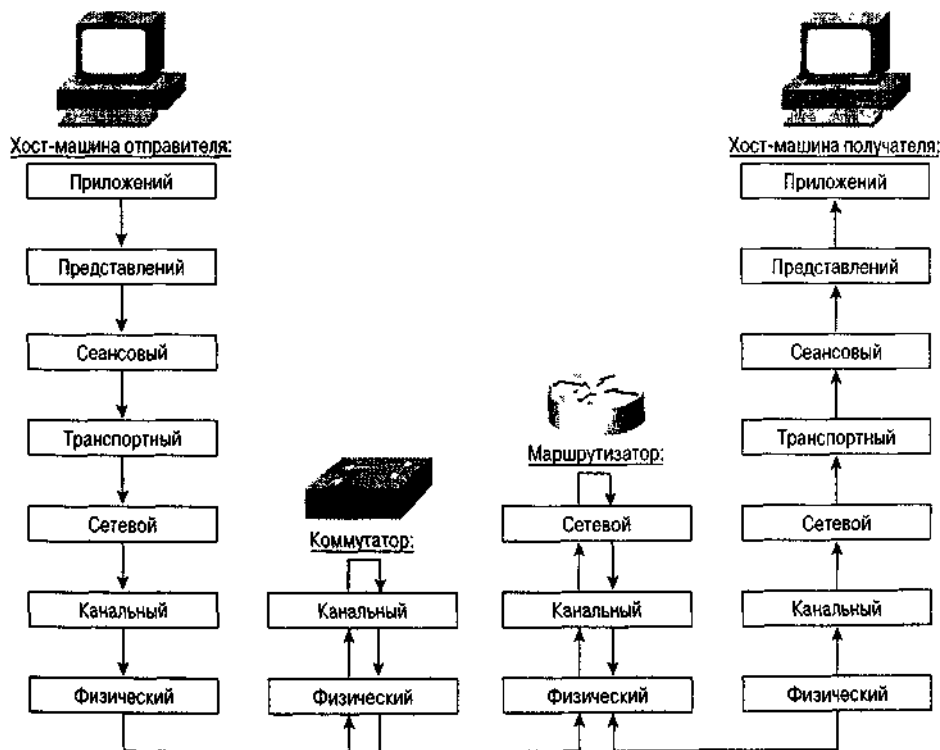 Хост-машина отправителя:
Приложений
Представлений
Сеансовый
Транспортный
Сетевой
Канальный
Физический
Коммутатор:
Канальный
Физический
Маршрутизатор:
Сетевой
Канальный
Физический
Хост-машина получателя:
Приложений
Представлений
Сеансовый
Транспортный
Сетевой
Канальный
Физический